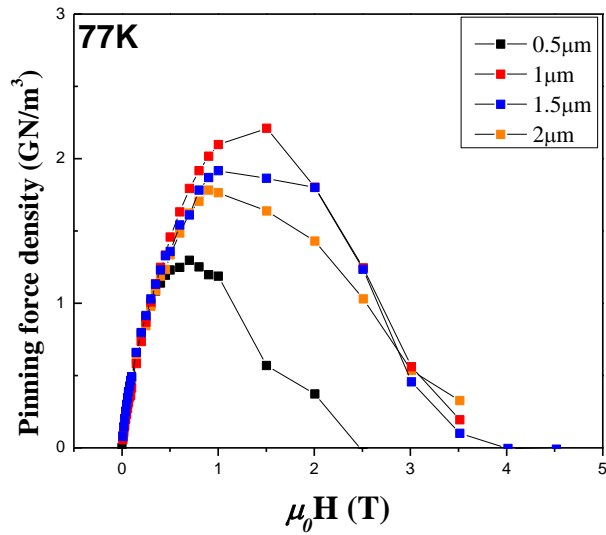 77K
0.5μm
1μm
1.5μm
2μm
Pinning force density (GN/m³)
3
2
1
0
0 1 2 3 4 5
μ₀H (T)